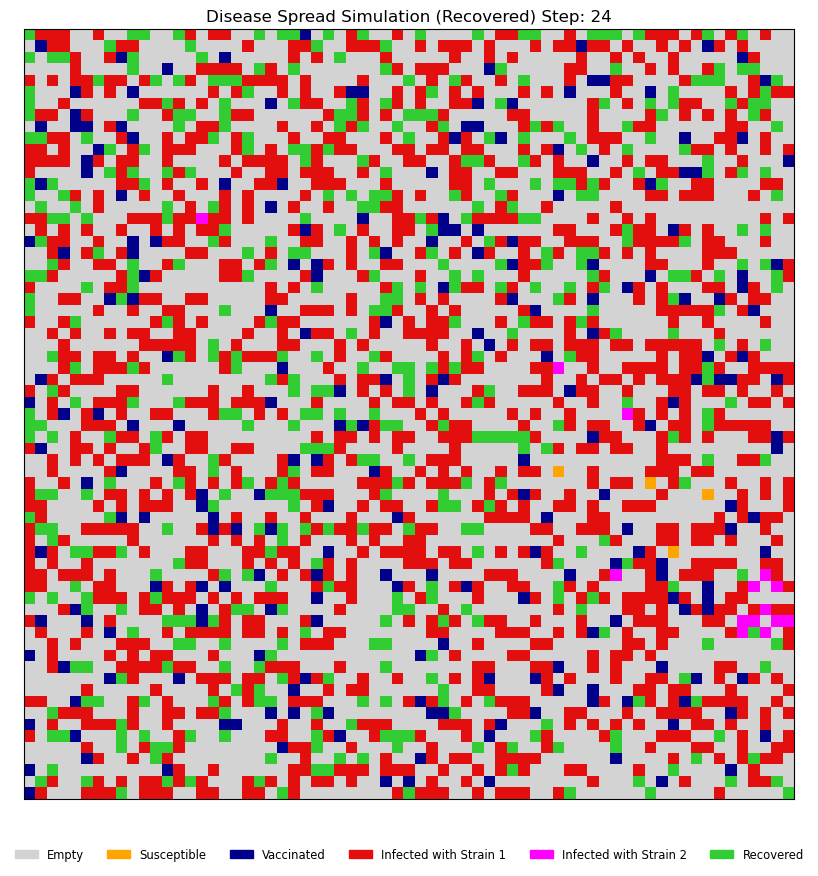 Disease Spread Simulation (Recovered) Step: 24
Empty Susceptible Vaccinated Infected with Strain 1 Infected with Strain 2 Recovered